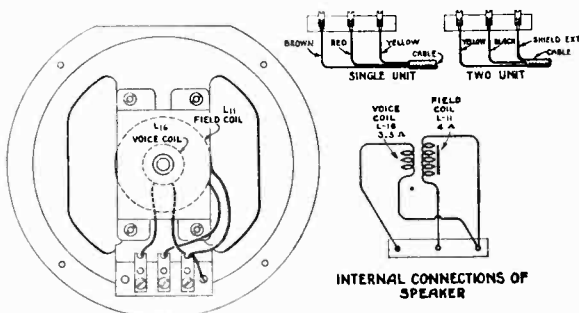 BROWN
RED
YELLOW
CABLE
SINGLE UNIT
YELLOW
BLACK
SHIELD EXT.
CABLE
TWO UNIT
L16
VOICE COIL
L11
FIELD COIL
VOICE
COIL
L-16
3.5 Ω
FIELD
COIL
L-11
4 Ω
INTERNAL CONNECTIONS OF
SPEAKER